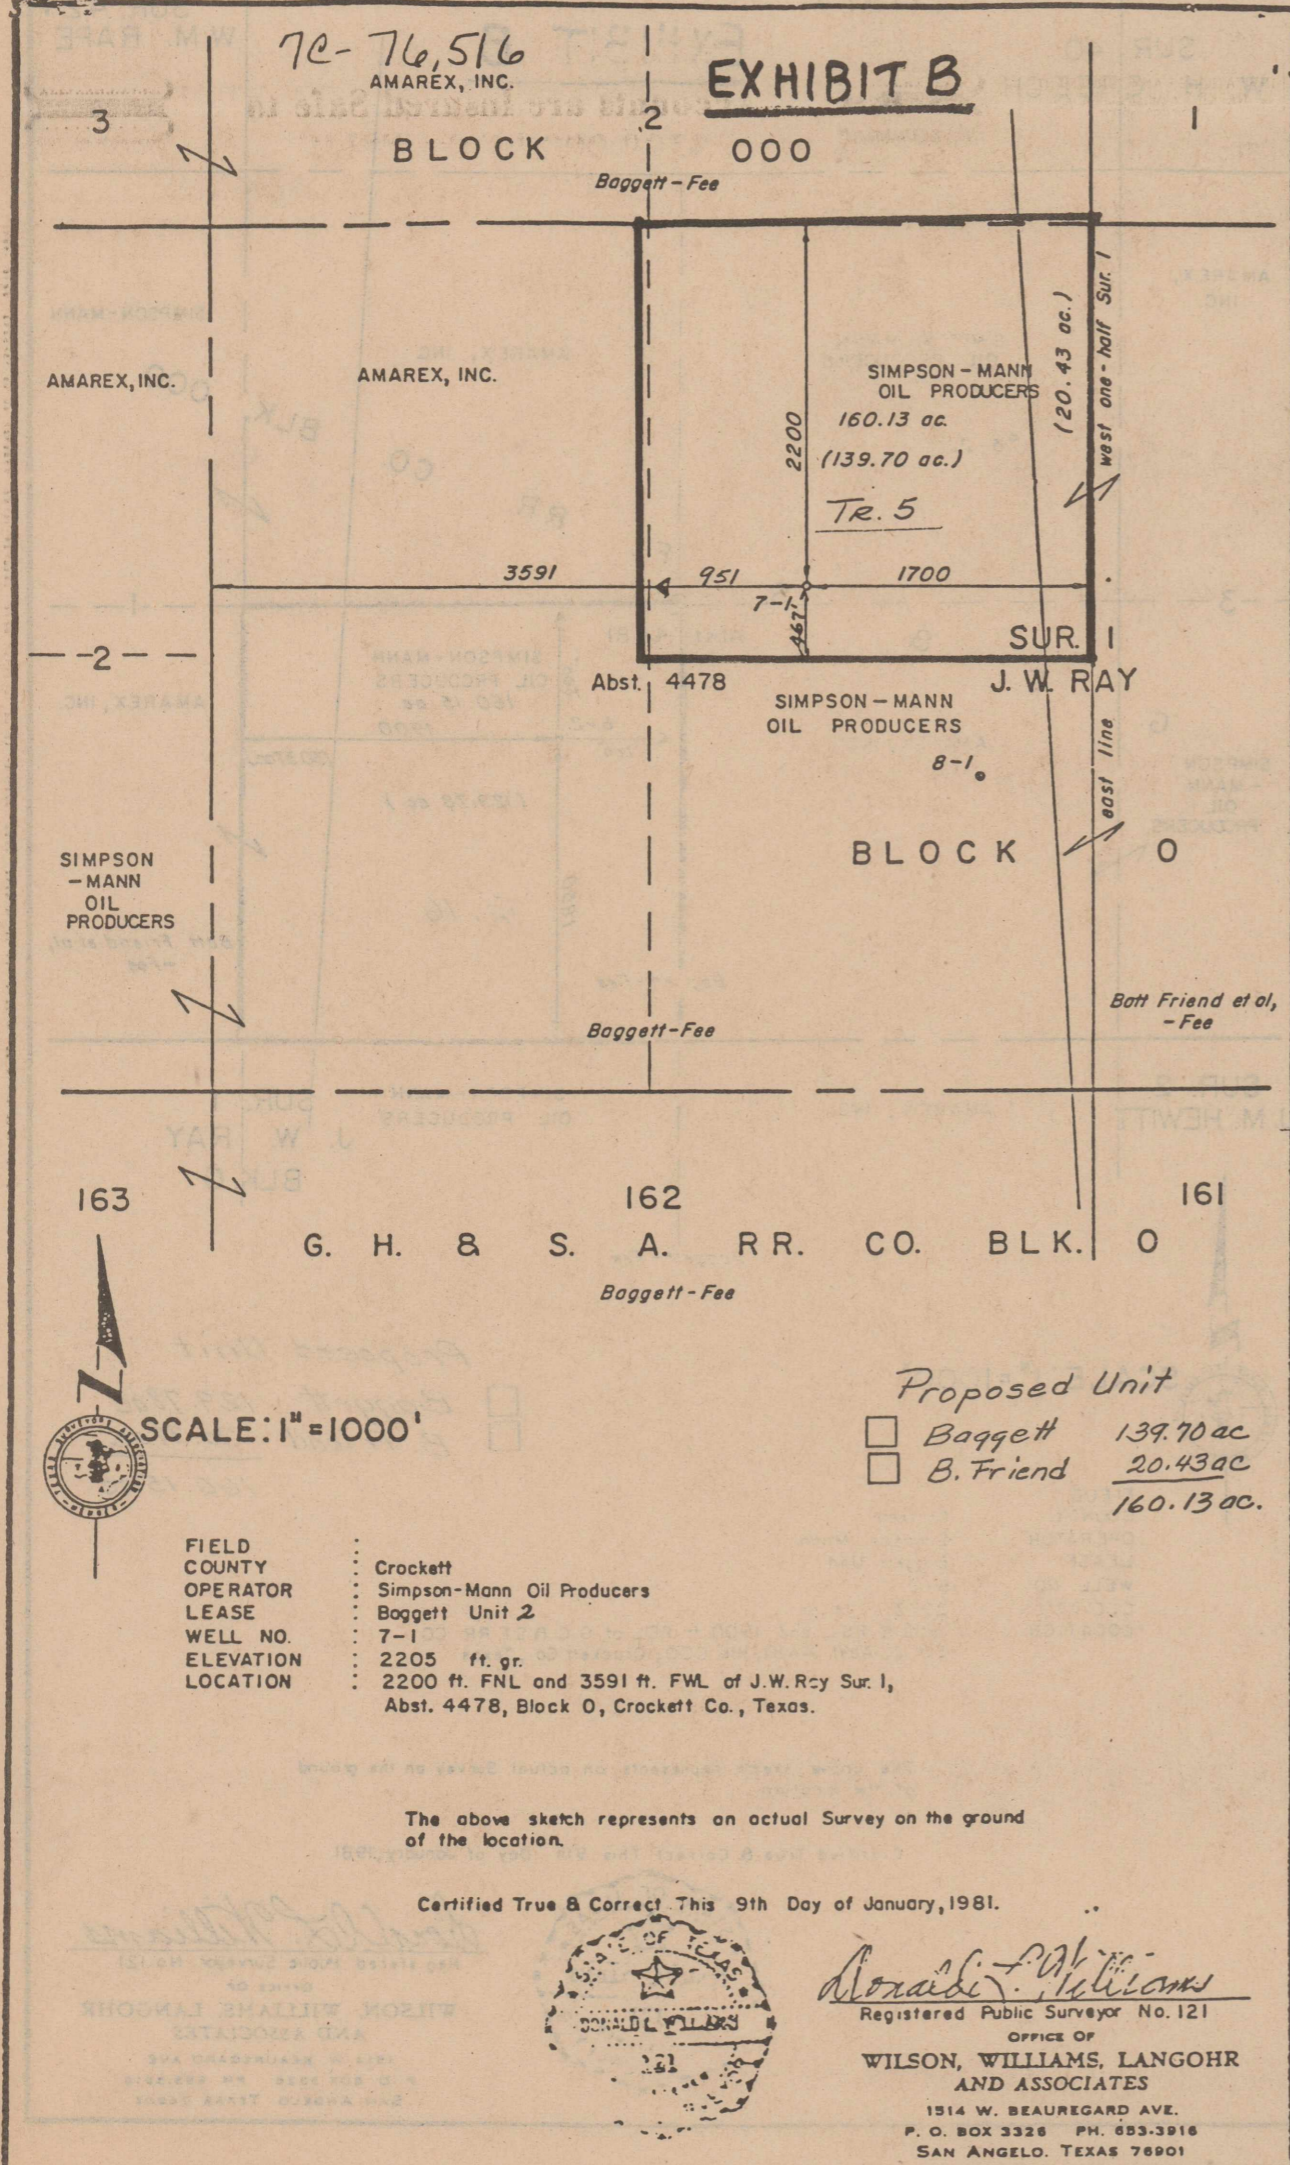 7C-76,516
AMAREX, INC.
EXHIBIT B
3
2
1
BLOCK 000
Baggett-Fee
AMAREX, INC.
AMAREX, INC.
SIMPSON-MANN
OIL PRODUCERS
160.13 ac.
(139.70 ac.)
(20.43 ac.)
west one-half Sur. 1
2200
Tr. 5
3591
951
1700
7-1
467
2
SUR. 1
Abst. 4478
J. W. RAY
SIMPSON-MANN
OIL PRODUCERS
8-1
east line
BLOCK O
SIMPSON
-MANN
OIL
PRODUCERS
Baggett-Fee
Batt Friend et al,
-Fee
163
162
161
G. H. & S. A. RR. CO. BLK. O
Baggett-Fee
N
SCALE: 1"=1000'
Proposed Unit
Baggett 139.70 ac
B. Friend 20.43 ac
160.13 ac.
FIELD :
COUNTY : Crockett
OPERATOR : Simpson-Mann Oil Producers
LEASE : Baggett Unit 2
WELL NO. : 7-1
ELEVATION : 2205 ft. gr.
LOCATION : 2200 ft. FNL and 3591 ft. FWL of J.W. Ray Sur. 1,
Abst. 4478, Block O, Crockett Co., Texas.
The above sketch represents an actual Survey on the ground
of the location.
Certified True & Correct This 9th Day of January, 1981.
STATE OF TEXAS
DONALD L. WILLIAMS
121
Donald L. Williams
Registered Public Surveyor No. 121
OFFICE OF
WILSON, WILLIAMS, LANGOHR
AND ASSOCIATES
1514 W. BEAUREGARD AVE.
P. O. BOX 3326 PH. 653-3916
SAN ANGELO. TEXAS 76901